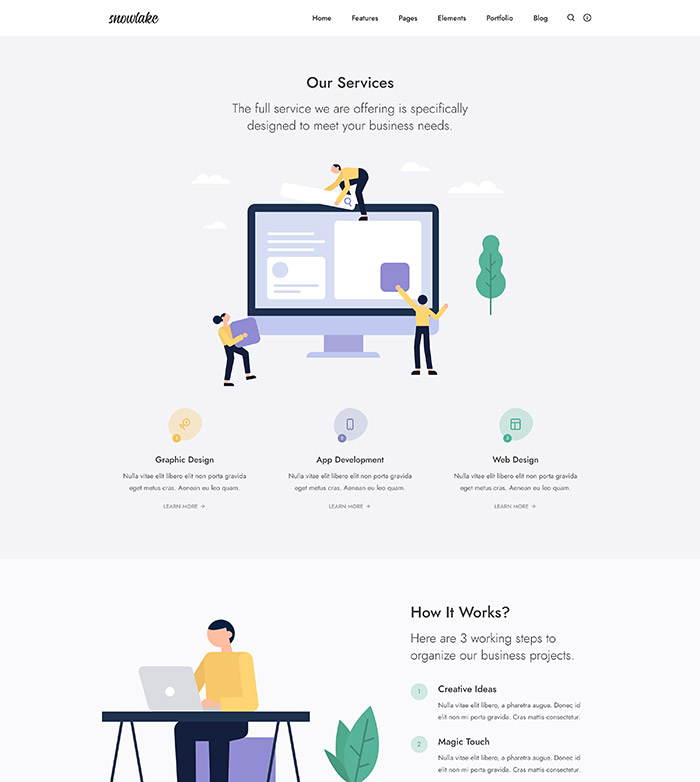 snowlake
Home Features Pages Elements Portfolio Blog
Our Services
The full service we are offering is specifically
designed to meet your business needs.
1 2 3
Graphic Design App Development Web Design
Nulla vitae elit libero elit non porta gravida Nulla vitae elit libero elit non porta gravida Nulla vitae elit libero elit non porta gravida
eget metus cras. Aenean eu leo quam. eget metus cras. Aenean eu leo quam. eget metus cras. Aenean eu leo quam.
LEARN MORE → LEARN MORE → LEARN MORE →
How It Works?
Here are 3 working steps to
organize our business projects.
1 Creative Ideas
Nulla vitae elit libero, a pharetra augue. Donec id
elit non mi porta gravida. Cras mattis consectetur.
2 Magic Touch
Nulla vitae elit libero, a pharetra augue. Donec id
elit non mi porta gravida. Cras mattis consectetur.